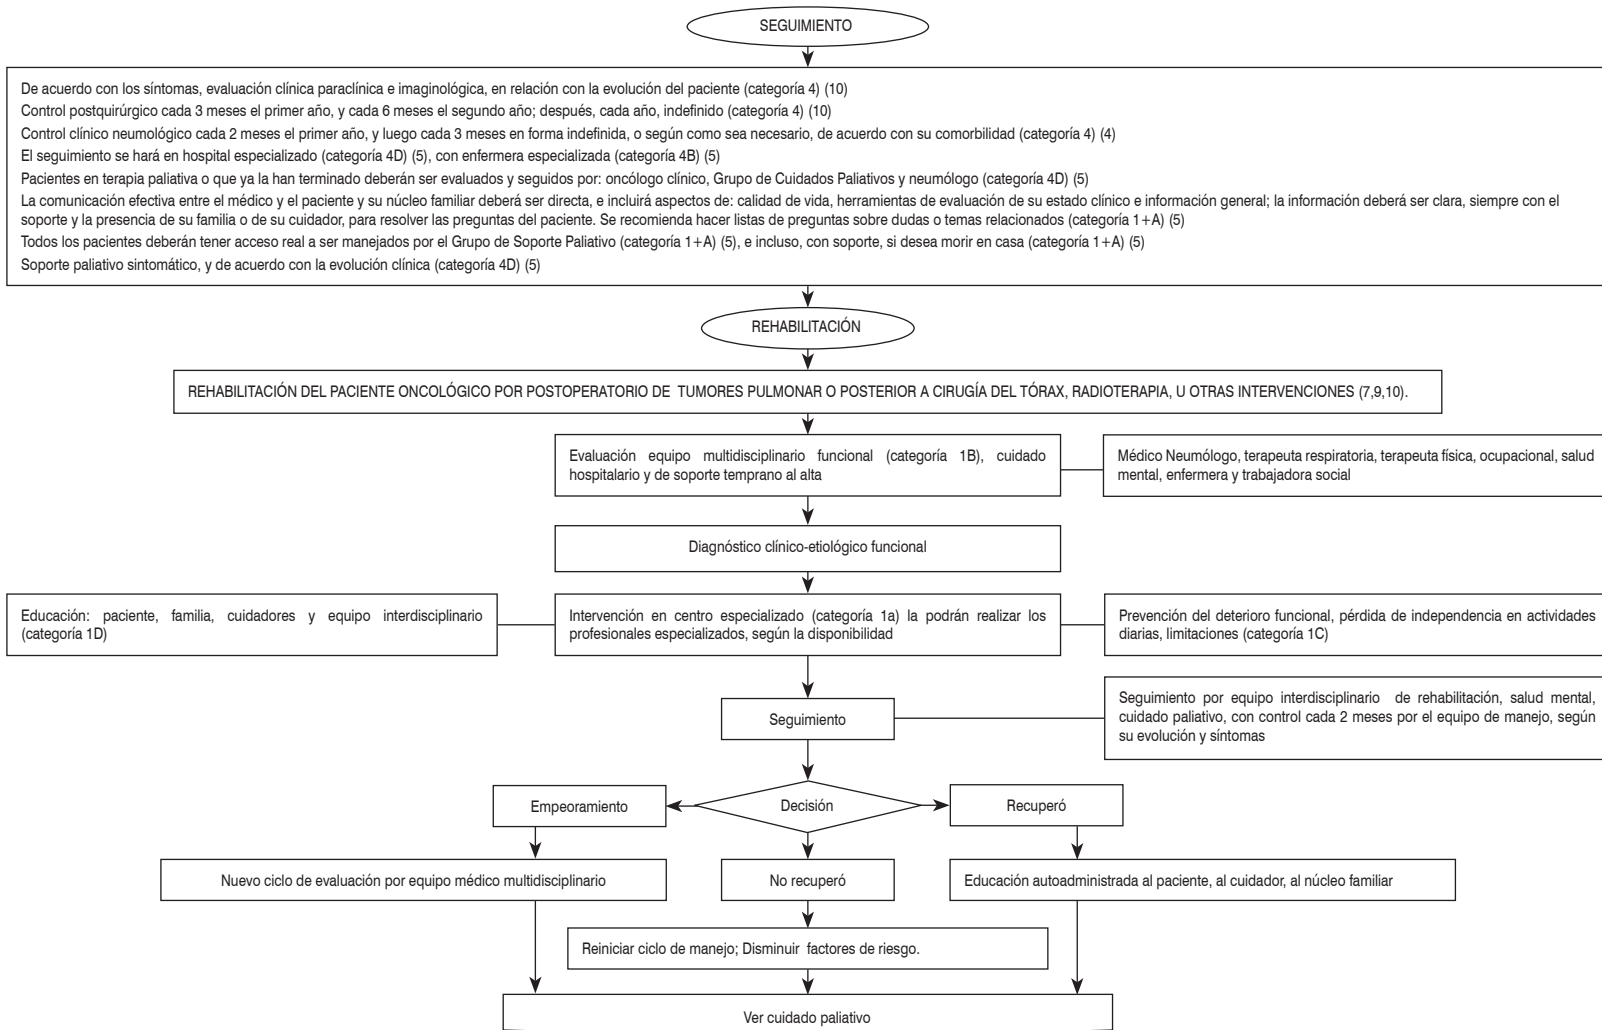 SEGUIMIENTO
De acuerdo con los síntomas, evaluación clínica paraclínica e imaginológica, en relación con la evolución del paciente (categoría 4) (10)
Control postquirúrgico cada 3 meses el primer año, y cada 6 meses el segundo año; después, cada año, indefinido (categoría 4) (10)
Control clínico neumológico cada 2 meses el primer año, y luego cada 3 meses en forma indefinida, o según como sea necesario, de acuerdo con su comorbilidad (categoría 4) (4)
El seguimiento se hará en hospital especializado (categoría 4D) (5), con enfermera especializada (categoría 4B) (5)
Pacientes en terapia paliativa o que ya la han terminado deberán ser evaluados y seguidos por: oncólogo clínico, Grupo de Cuidados Paliativos y neumólogo (categoría 4D) (5)
La comunicación efectiva entre el médico y el paciente y su núcleo familiar deberá ser directa, e incluirá aspectos de: calidad de vida, herramientas de evaluación de su estado clínico e información general; la información deberá ser clara, siempre con el
soporte y la presencia de su familia o de su cuidador, para resolver las preguntas del paciente. Se recomienda hacer listas de preguntas sobre dudas o temas relacionados (categoría 1+A) (5)
Todos los pacientes deberán tener acceso real a ser manejados por el Grupo de Soporte Paliativo (categoría 1+A) (5), e incluso, con soporte, si desea morir en casa (categoría 1+A) (5)
Soporte paliativo sintomático, y de acuerdo con la evolución clínica (categoría 4D) (5)
REHABILITACIÓN
REHABILITACIÓN DEL PACIENTE ONCOLÓGICO POR POSTOPERATORIO DE TUMORES PULMONAR O POSTERIOR A CIRUGÍA DEL TÓRAX, RADIOTERAPIA, U OTRAS INTERVENCIONES (7,9,10).
Evaluación equipo multidisciplinario funcional (categoría 1B), cuidado
hospitalario y de soporte temprano al alta
Médico Neumólogo, terapeuta respiratoria, terapeuta física, ocupacional, salud
mental, enfermera y trabajadora social
Diagnóstico clínico-etiológico funcional
Educación: paciente, familia, cuidadores y equipo interdisciplinario
(categoría 1D)
Intervención en centro especializado (categoría 1a) la podrán realizar los
profesionales especializados, según la disponibilidad
Prevención del deterioro funcional, pérdida de independencia en actividades
diarias, limitaciones (categoría 1C)
Seguimiento
Seguimiento por equipo interdisciplinario de rehabilitación, salud mental,
cuidado paliativo, con control cada 2 meses por el equipo de manejo, según
su evolución y síntomas
Empeoramiento
Decisión
Recuperó
Nuevo ciclo de evaluación por equipo médico multidisciplinario
No recuperó
Educación autoadministrada al paciente, al cuidador, al núcleo familiar
Reiniciar ciclo de manejo; Disminuir factores de riesgo.
Ver cuidado paliativo